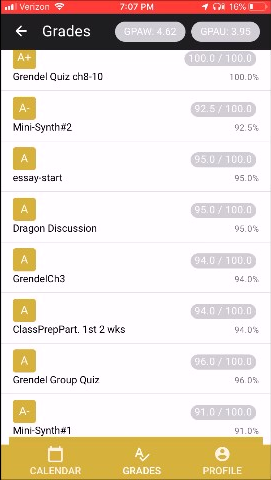 Verizon 7:07 PM 16%
Grades GPAW: 4.62 GPAU: 3.95
A+ 100.0 / 100.0
Grendel Quiz ch8-10 100.0%
A- 92.5 / 100.0
Mini-Synth#2 92.5%
A 95.0 / 100.0
essay-start 95.0%
A 95.0 / 100.0
Dragon Discussion 95.0%
A 94.0 / 100.0
GrendelCh3 94.0%
A 94.0 / 100.0
ClassPrepPart. 1st 2 wks 94.0%
A 96.0 / 100.0
Grendel Group Quiz 96.0%
A- 91.0 / 100.0
Mini-Synth#1 91.0%
CALENDAR GRADES PROFILE